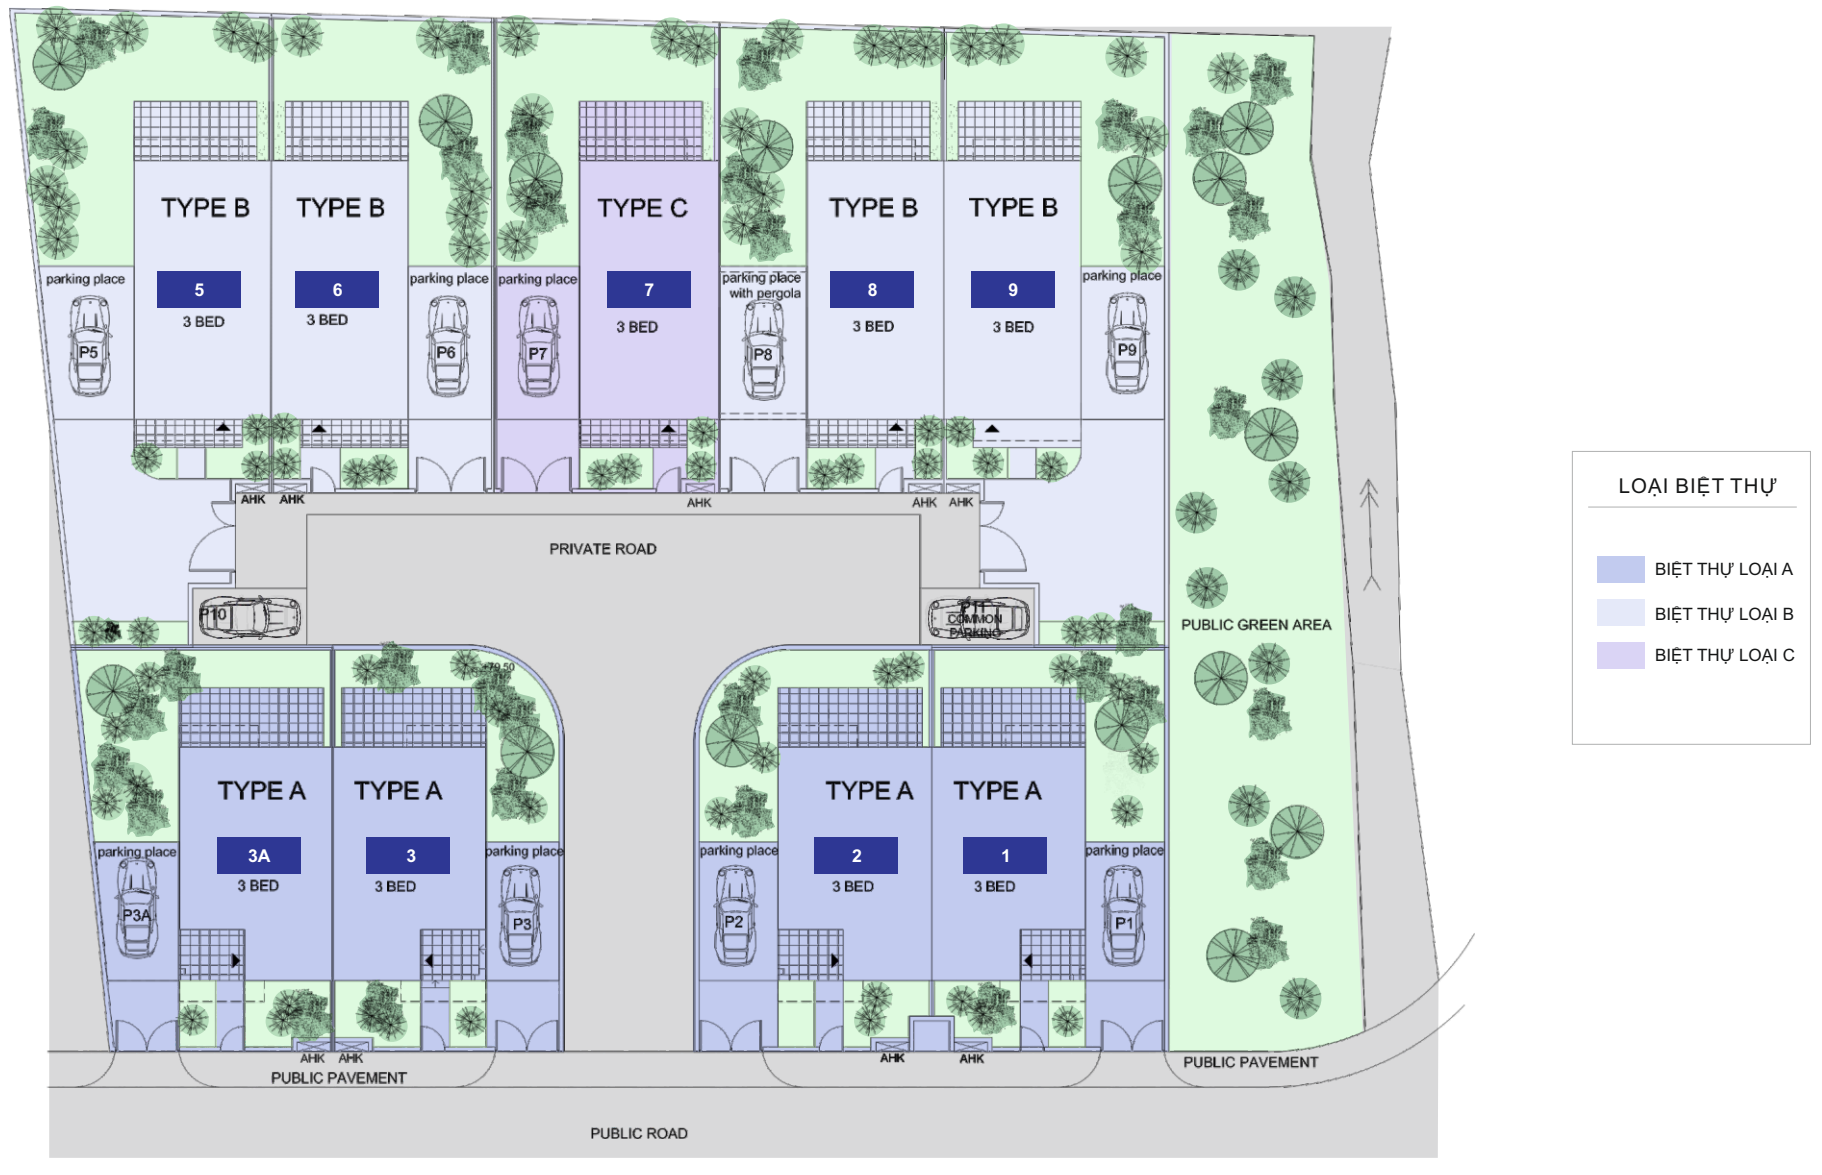 TYPE B
TYPE B
TYPE C
TYPE B
TYPE B
parking place
5
3 BED
P5
6
3 BED
parking place
P6
parking place
P7
7
3 BED
parking place
with pergola
P8
8
3 BED
9
3 BED
parking place
P9
AHK
AHK
AHK
AHK
AHK
PRIVATE ROAD
P10
P11
COMMON
PARKING
PUBLIC GREEN AREA
TYPE A
TYPE A
TYPE A
TYPE A
parking place
P3A
3A
3 BED
3
3 BED
parking place
P3
parking place
P2
2
3 BED
1
3 BED
parking place
P1
AHK
AHK
AHK
AHK
PUBLIC PAVEMENT
PUBLIC PAVEMENT
PUBLIC ROAD
LOẠI BIỆT THỰ
BIỆT THỰ LOẠI A
BIỆT THỰ LOẠI B
BIỆT THỰ LOẠI C